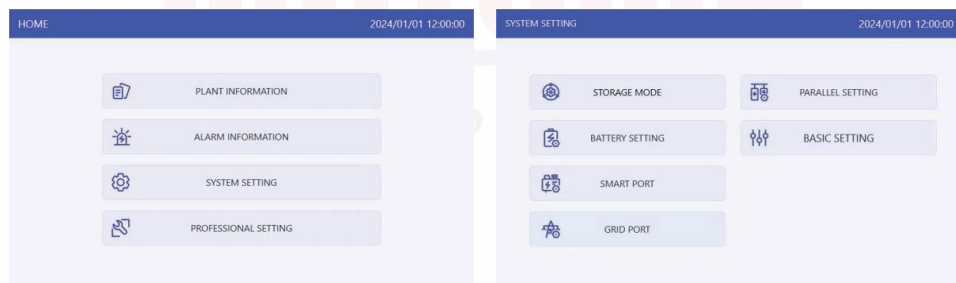 HOME 2024/01/01 12:00:00
PLANT INFORMATION
ALARM INFORMATION
SYSTEM SETTING
PROFESSIONAL SETTING
SYSTEM SETTING 2024/01/01 12:00:00
STORAGE MODE PARALLEL SETTING
BATTERY SETTING BASIC SETTING
SMART PORT
GRID PORT